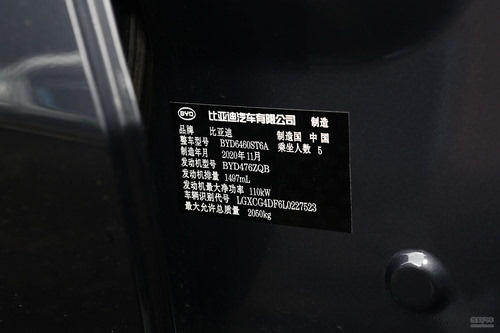 BYD 比亚迪汽车有限公司 制造
品牌 比亚迪 制造国 中国
整车型号 BYD6460ST6A 乘坐人数 5
制造年月 2020年11月
发动机型号 BYD476ZQB
发动机排量 1497mL
发动机最大净功率 110kW
车辆识别代号 LGXCG4DF6L0227523
最大允许总质量 2050kg